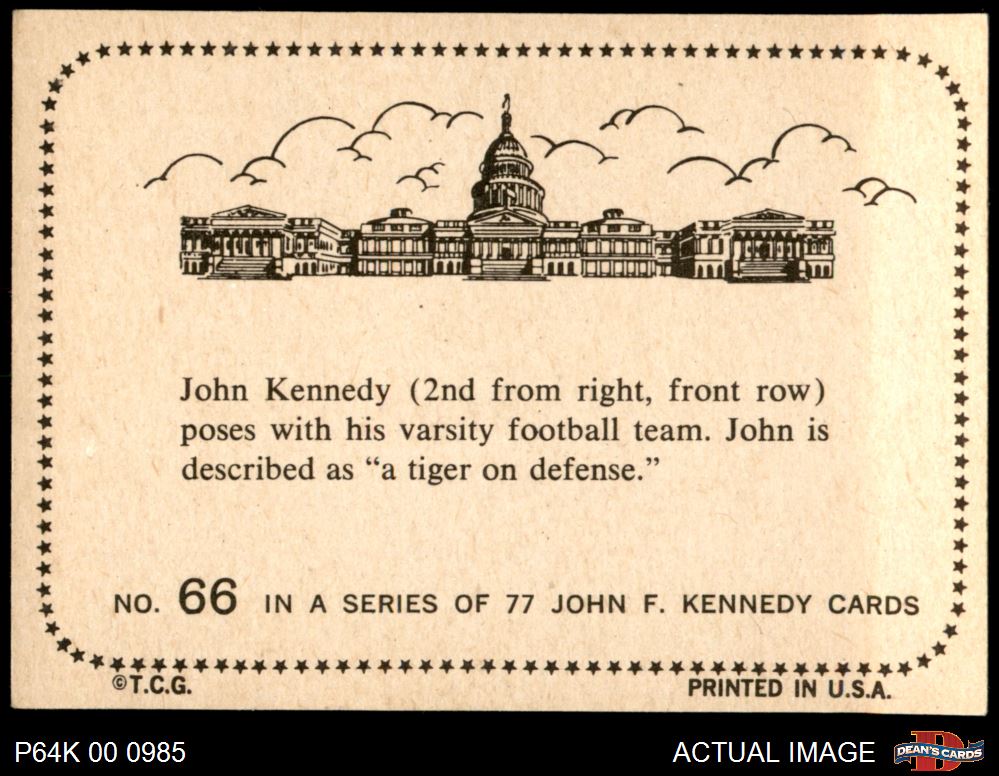 John Kennedy (2nd from right, front row)
poses with his varsity football team. John is
described as “a tiger on defense.”
NO. 66 IN A SERIES OF 77 JOHN F. KENNEDY CARDS
©T.C.G. PRINTED IN U.S.A.
P64K 00 0985 ACTUAL IMAGE DEAN'S CARDS